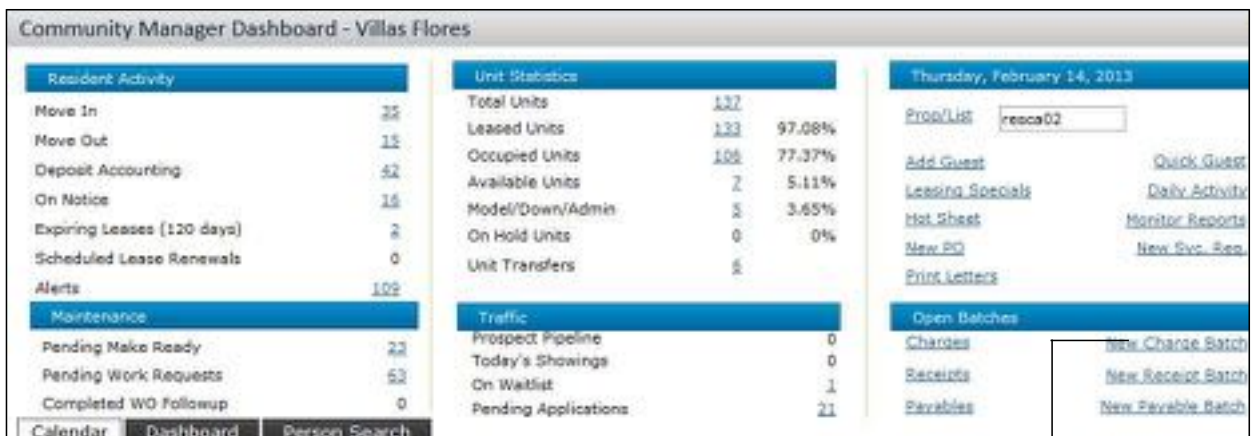 Community Manager Dashboard - Villas Flores
Resident Activity
Move In 35
Move Out 15
Deposit Accounting 42
On Notice 16
Expiring Leases (120 days) 2
Scheduled Lease Renewals 0
Alerts 109
Maintenance
Pending Make Ready 23
Pending Work Requests 63
Completed WO Followup 0
Calendar Dashboard Person Search
Unit Statistics
Total Units 137
Leased Units 133 97.08%
Occupied Units 106 77.37%
Available Units 7 5.11%
Model/Down/Admin 5 3.65%
On Hold Units 0 0%
Unit Transfers 6
Traffic
Prospect Pipeline 0
Today's Showings 0
On Waitlist 1
Pending Applications 21
Thursday, February 14, 2013
Prop/List resca02
Add Guest Quick Guest
Leasing Specials Daily Activity
Hot Sheet Monitor Reports
New PO New Svc. Req.
Print Letters
Open Batches
Charges New Charge Batch
Receipts New Receipt Batch
Payables New Payable Batch